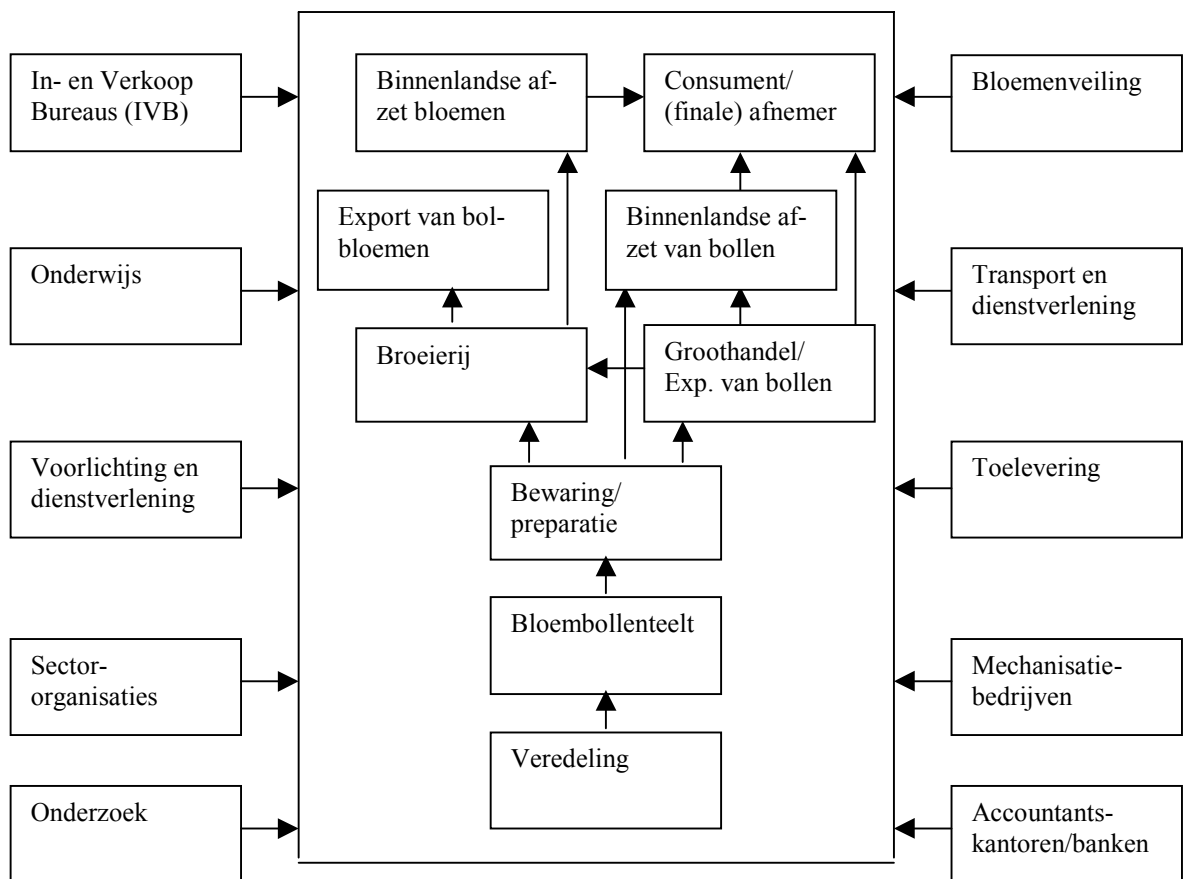 In- en Verkoop
Bureaus (IVB)
Binnenlandse af-
zet bloemen
Consument/
(finale) afnemer
Bloemenveiling
Export van bol-
bloemen
Binnenlandse af-
zet van bollen
Onderwijs
Transport en
dienstverlening
Broeierij
Groothandel/
Exp. van bollen
Voorlichting en
dienstverlening
Bewaring/
preparatie
Toelevering
Bloembollenteelt
Sector-
organisaties
Mechanisatie-
bedrijven
Veredeling
Onderzoek
Accountants-
kantoren/banken